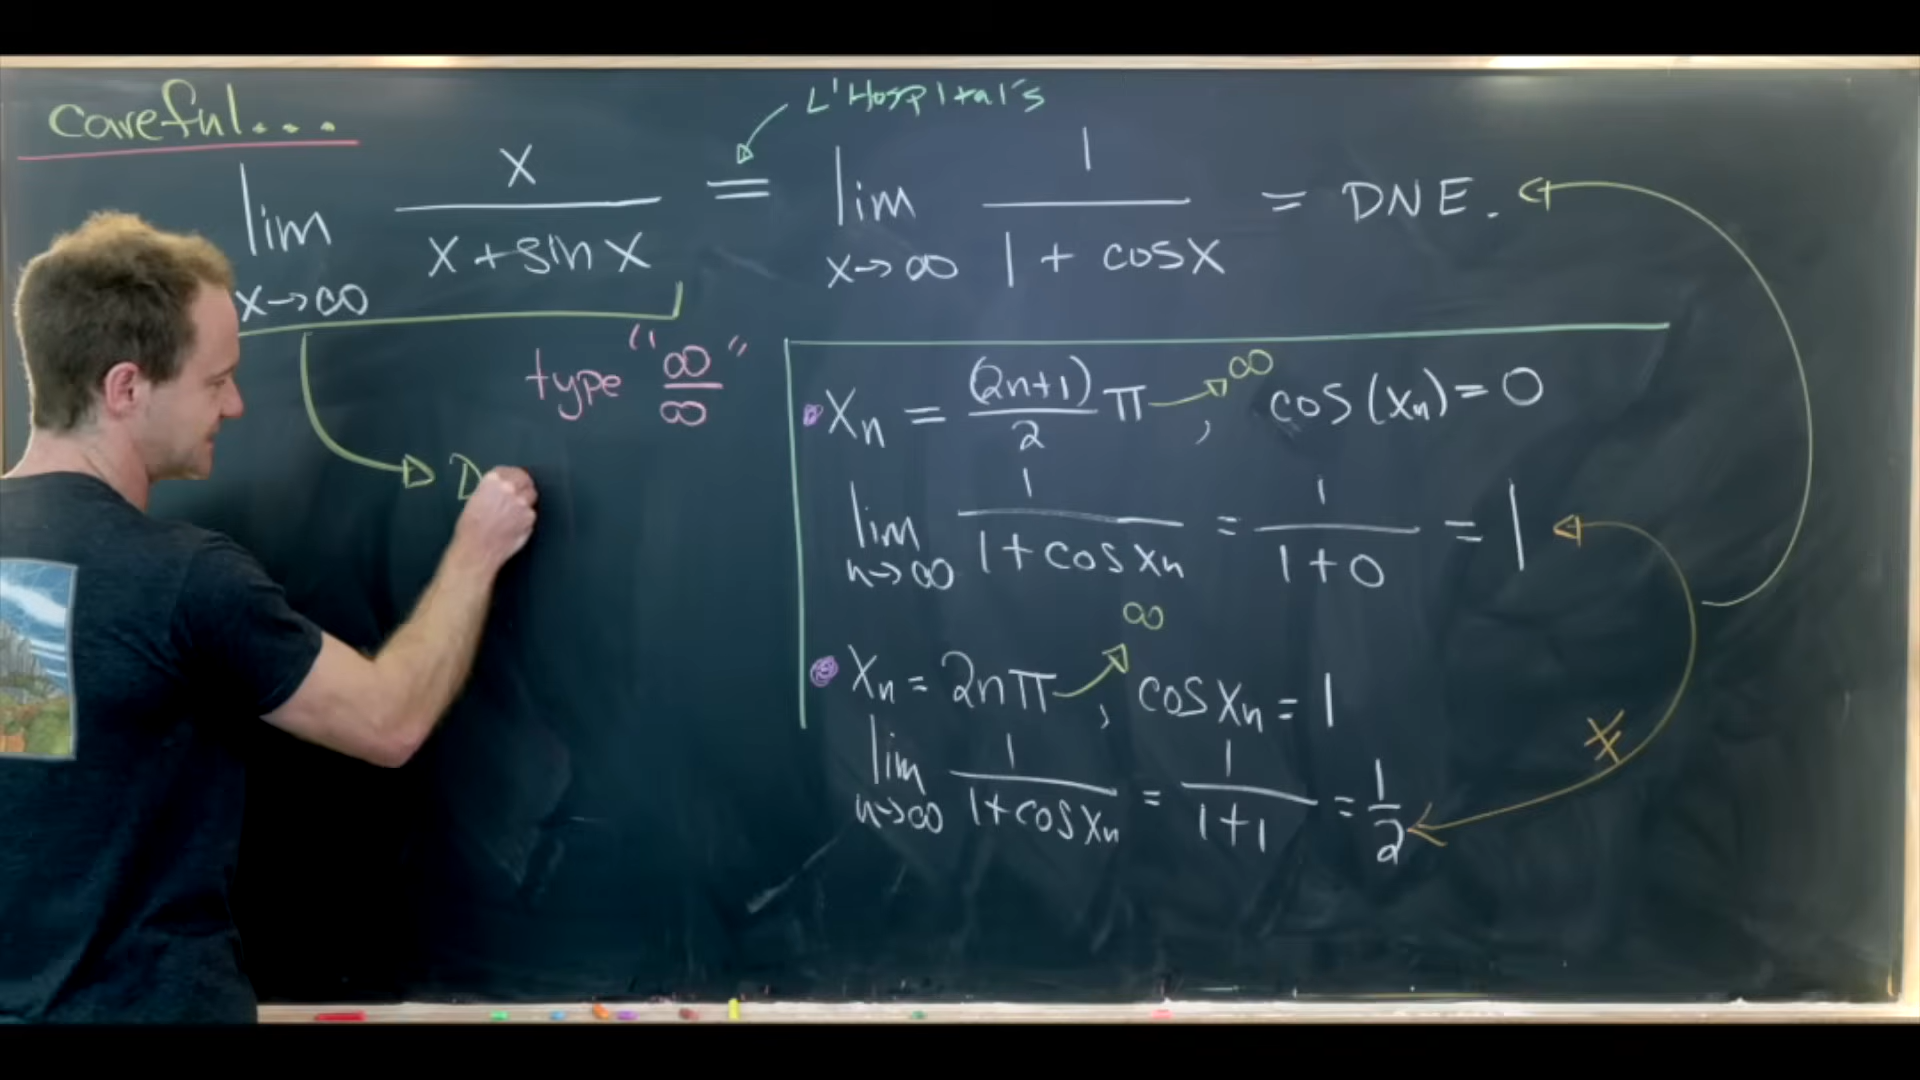 careful...
lim x→∞ x / (x + sin x) = lim x→∞ 1 / (1 + cos x) = DNE.
L'Hospital's
type "∞/∞"
D
• Xn = (2n+1)/2 π → ∞, cos(xn) = 0
lim n→∞ 1 / (1 + cos xn) = 1 / (1+0) = 1
• Xn = 2nπ → ∞, cos xn = 1
≠
lim n→∞ 1 / (1 + cos xn) = 1 / (1+1) = 1/2